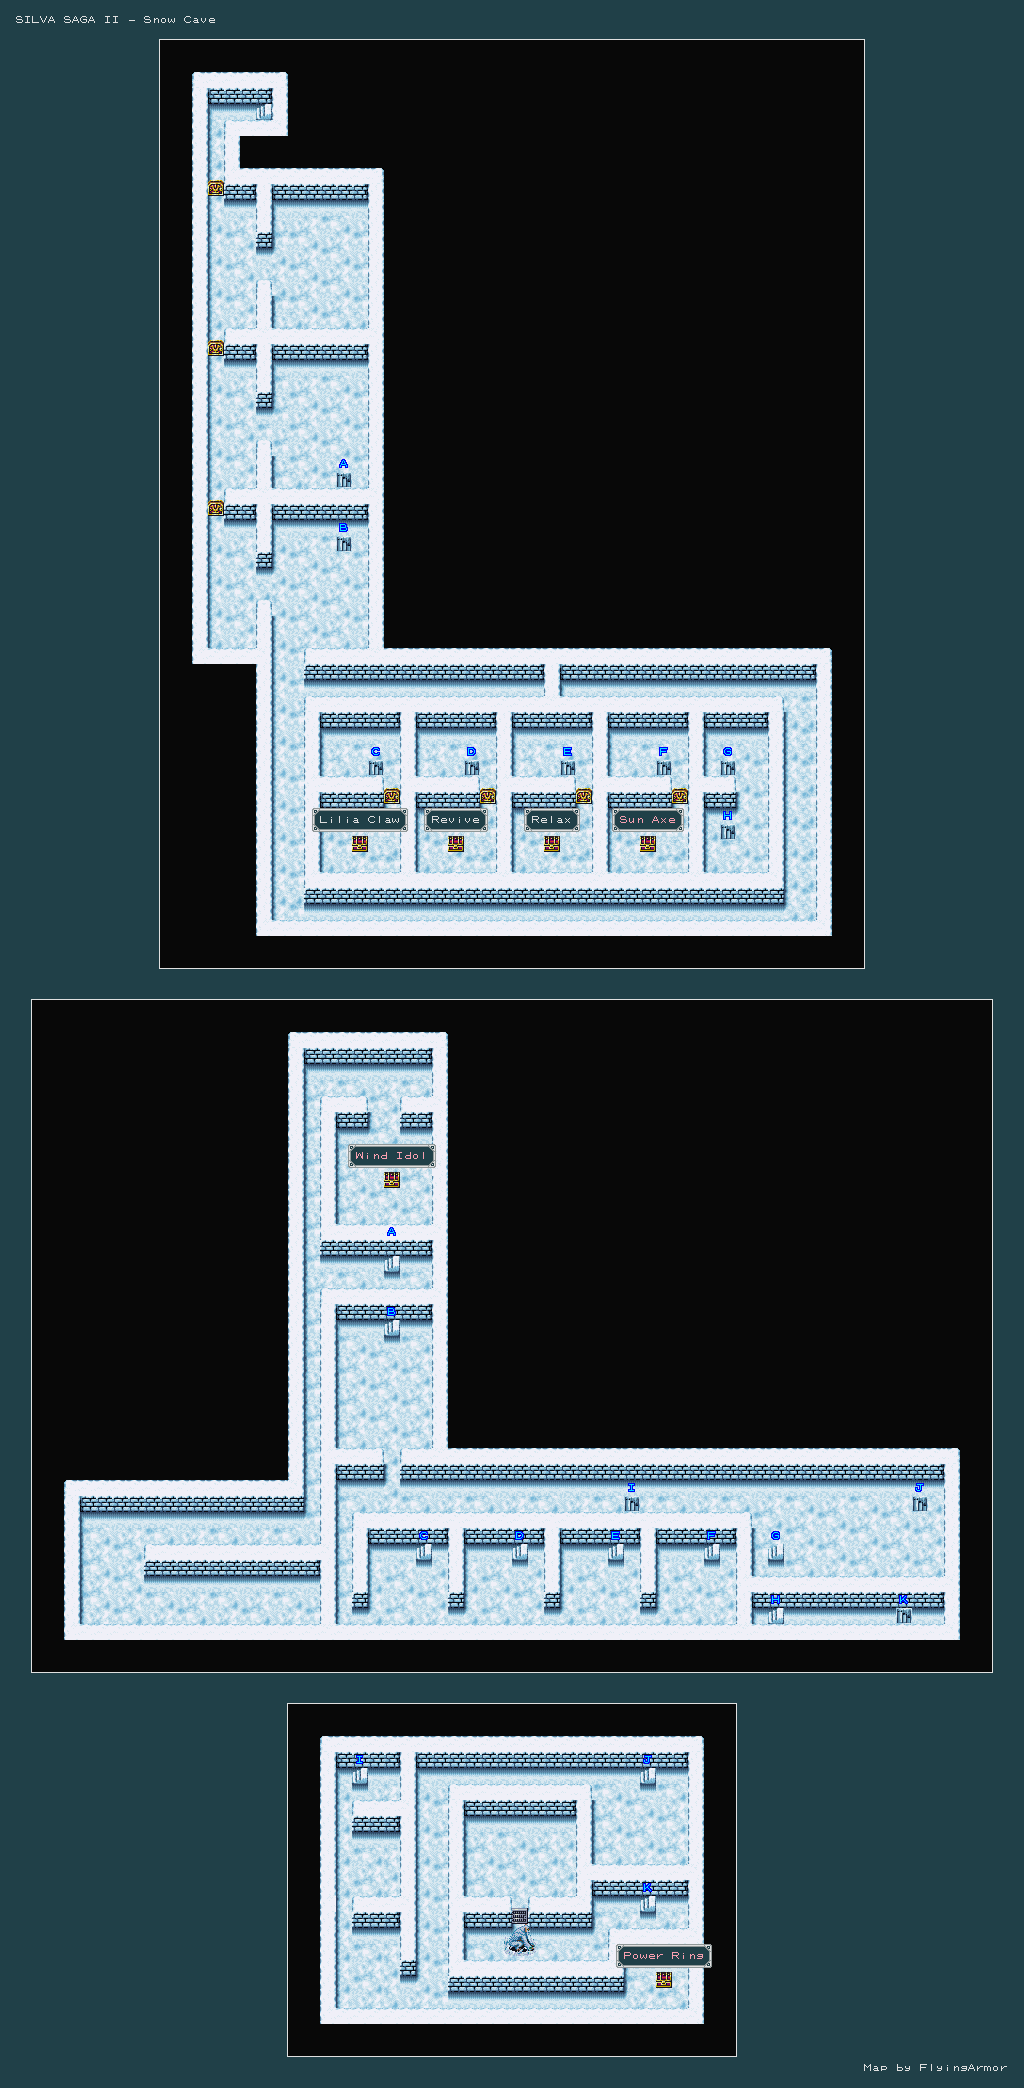 SILVA SAGA II - Snow Cave
A
B
C
D
E
F
G
H
Lilia Claw
Revive
Relax
Sun Axe
Wind Idol
A
B
I
J
C
D
E
F
G
H
K
I
J
K
Power Ring
Map by FlyingArmor